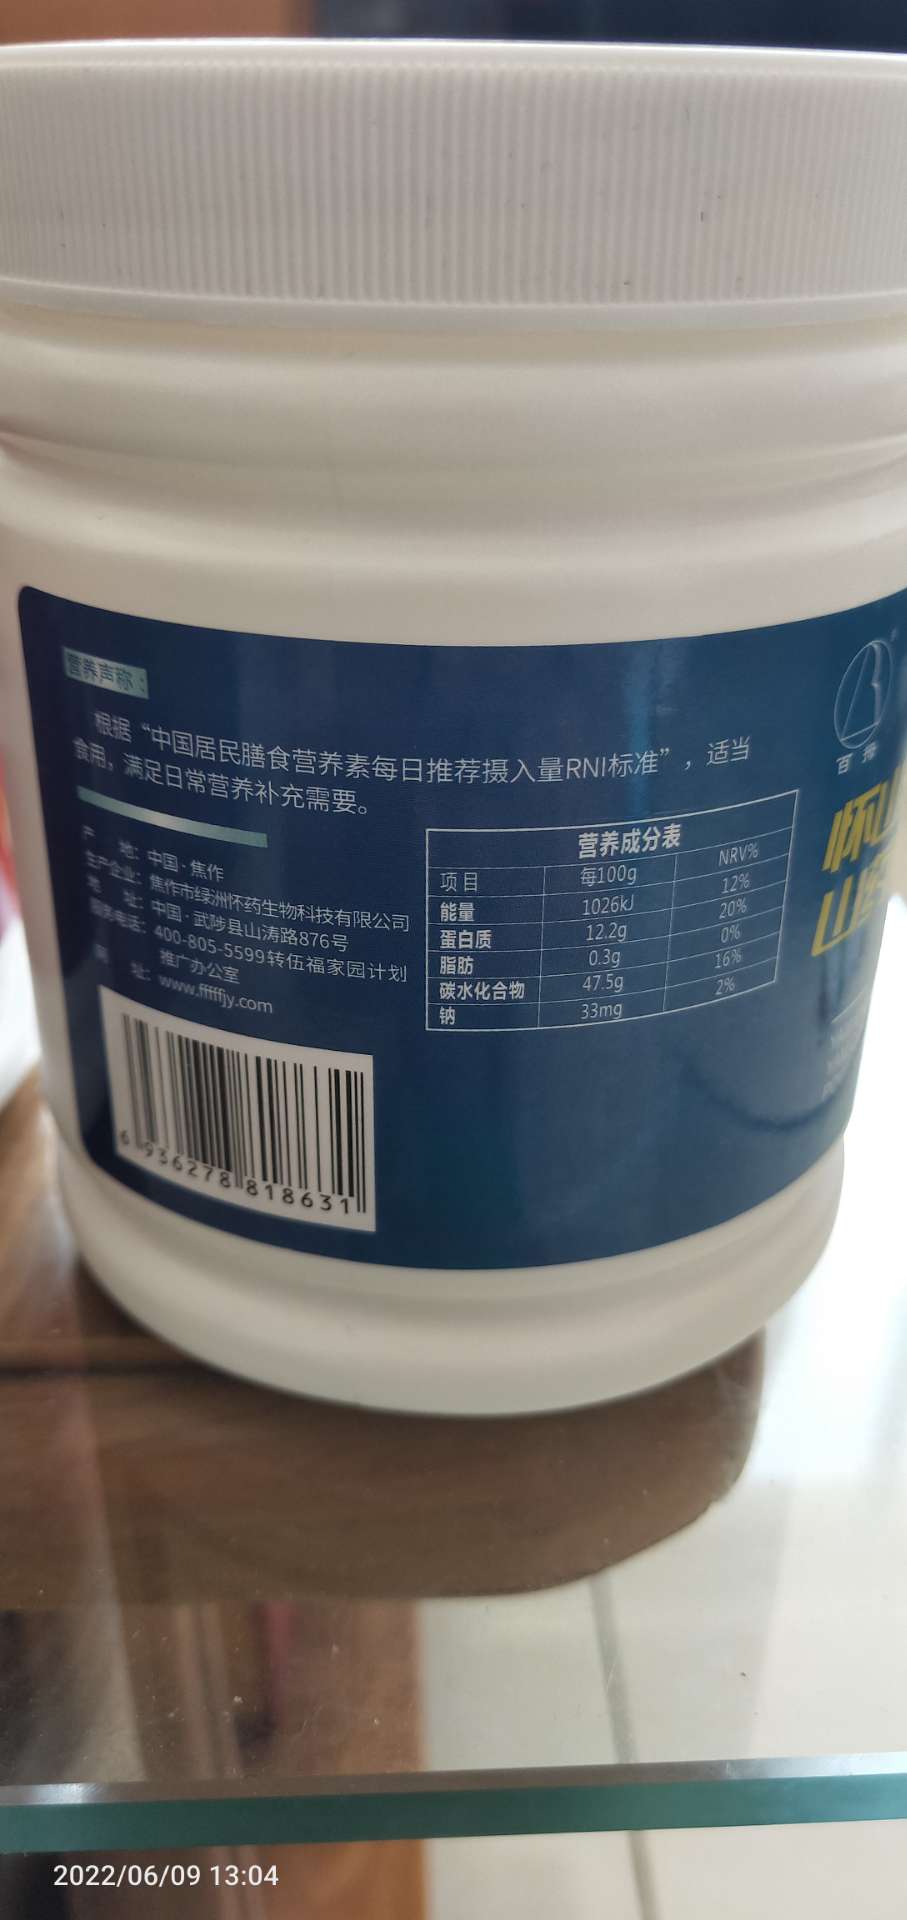 营养声称：
根据“中国居民膳食营养素每日推荐摄入量RNI标准”，适当
食用，满足日常营养补充需要。
产 地：中国·焦作
生产企业：焦作市绿洲怀药生物科技有限公司
地 址：中国·武陟县山涛路876号
服务电话：400-805-5599转伍福家园计划
推广办公室
网 址：www.fffffjy.com
6 936278 818631
营养成分表
项目 每100g NRV%
能量 1026kJ 12%
蛋白质 12.2g 20%
脂肪 0.3g 0%
碳水化合物 47.5g 16%
钠 33mg 2%
百
怀山
山
2022/06/09 13:04